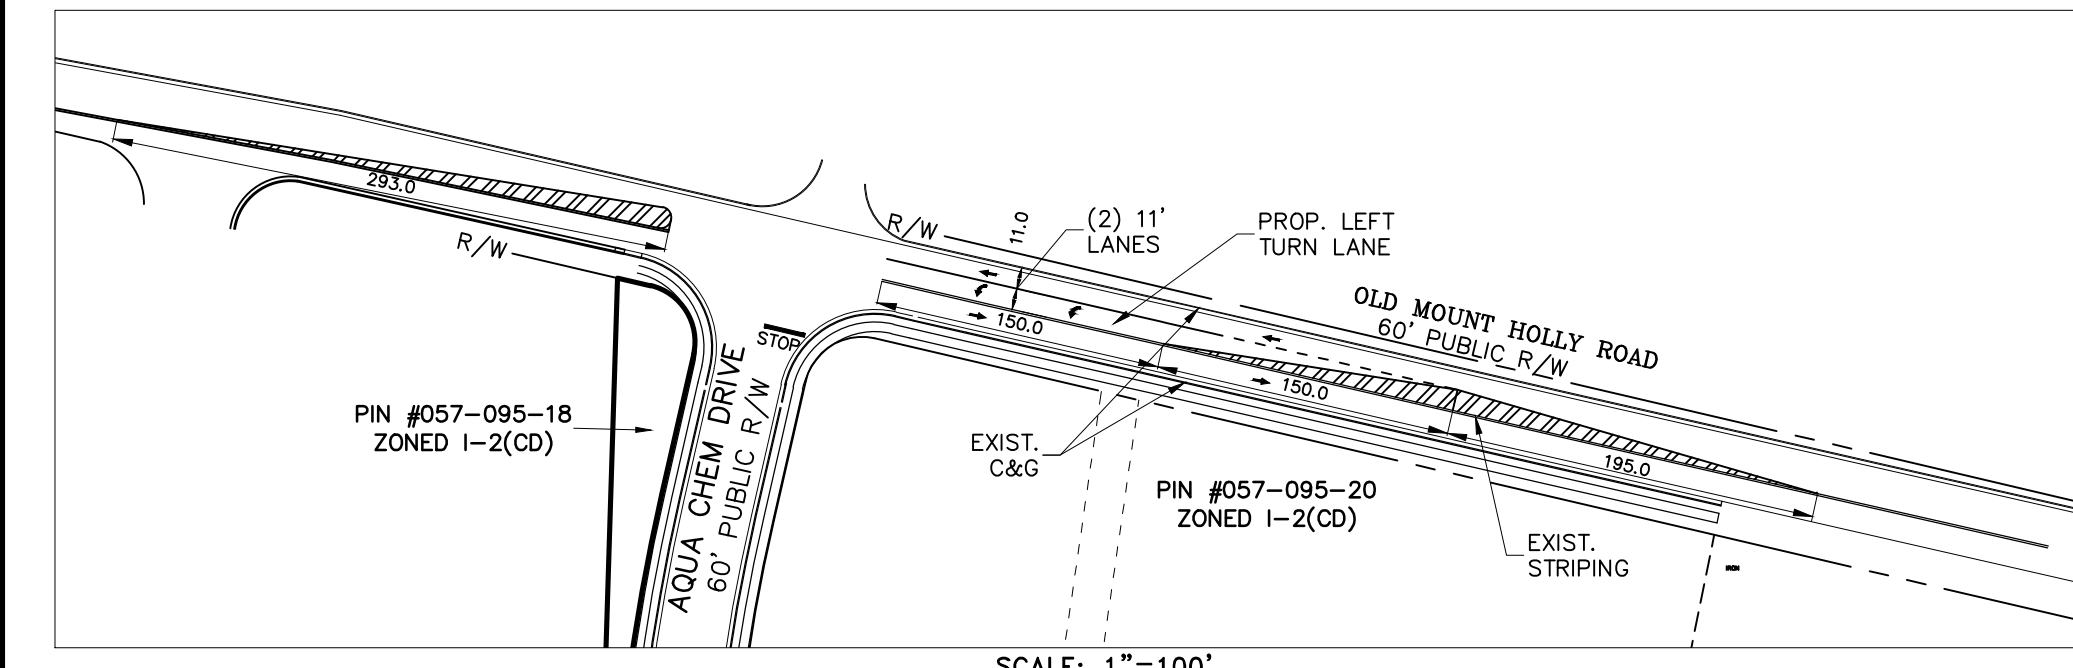 293.0
R/W
R/W
11.0
(2) 11'
LANES
PROP. LEFT
TURN LANE
OLD MOUNT HOLLY ROAD
60' PUBLIC R/W
150.0
STOP
150.0
195.0
PIN #057-095-18
ZONED I-2(CD)
AQUA CHEM DRIVE
60' PUBLIC R/W
EXIST.
C&G
PIN #057-095-20
ZONED I-2(CD)
EXIST.
STRIPING
IRON
SCALE: 1"=100'